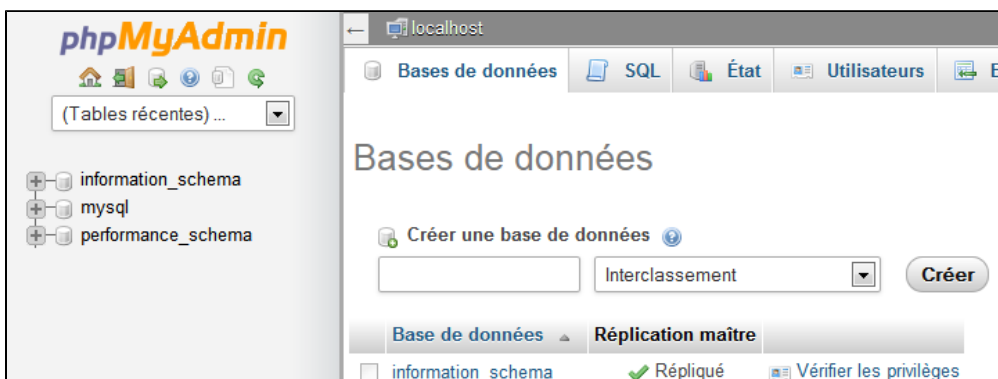 phpMyAdmin
(Tables récentes) ...
information_schema
mysql
performance_schema
← localhost
Bases de données SQL État Utilisateurs
Bases de données
Créer une base de données
Interclassement Créer
Base de données Réplication maître
information_schema Répliqué Vérifier les privilèges